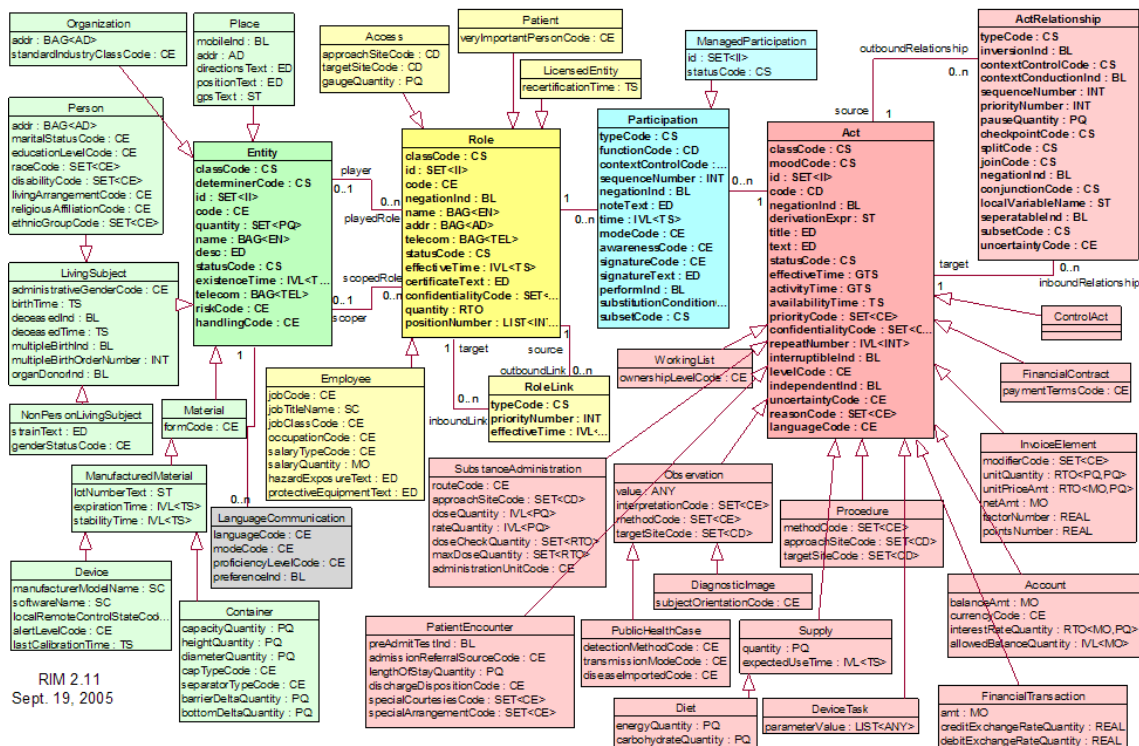 Organization
addr : BAG<AD>
standardIndustryClassCode : CE
Place
mobileInd : BL
addr : AD
directionsText : ED
positionText : ED
gpsText : ST
Access
approachSiteCode : CD
targetSiteCode : CD
gaugeQuantity : PQ
Patient
veryImportantPersonCode : CE
LicensedEntity
recertificationTime : TS
ManagedParticipation
id : SET<II>
statusCode : CS
ActRelationship
typeCode : CS
inversionInd : BL
contextControlCode : CS
contextConductionInd : BL
sequenceNumber : INT
priorityNumber : INT
pauseQuantity : PQ
checkpointCode : CS
splitCode : CS
joinCode : CS
negationInd : BL
conjunctionCode : CS
localVariableName : ST
seperatableInd : BL
subsetCode : CS
uncertaintyCode : CE
outboundRelationship
0..n
source
1
Person
addr : BAG<AD>
maritalStatusCode : CE
educationLevelCode : CE
raceCode : SET<CE>
disabilityCode : SET<CE>
livingArrangementCode : CE
religiousAffiliationCode : CE
ethnicGroupCode : SET<CE>
Entity
classCode : CS
determinerCode : CS
id : SET<II>
code : CE
quantity : SET<PQ>
name : BAG<EN>
desc : ED
statusCode : CS
existenceTime : IVL<T...
telecom : BAG<TEL>
riskCode : CE
handlingCode : CE
player
0..1
0..n
playedRole
scopedRole
0..1
0..n
scoper
Role
classCode : CS
id : SET<II>
code : CE
negationInd : BL
name : BAG<EN>
addr : BAG<AD>
telecom : BAG<TEL>
statusCode : CS
effectiveTime : IVL<TS>
certificateText : ED
confidentialityCode : SET<...
quantity : RTO
positionNumber : LIST<IN...
1
0..n
Participation
typeCode : CS
functionCode : CD
contextControlCode : ...
sequenceNumber : INT
negationInd : BL
noteText : ED
time : IVL<TS>
modeCode : CE
awarenessCode : CE
signatureCode : CE
signatureText : ED
performInd : BL
substitutionCondition...
subsetCode : CS
0..n
1
Act
classCode : CS
moodCode : CS
id : SET<II>
code : CD
negationInd : BL
derivationExpr : ST
title : ED
text : ED
statusCode : CS
effectiveTime : GTS
activityTime : GTS
availabilityTime : TS
priorityCode : SET<CE>
confidentialityCode : SET<C...
repeatNumber : IVL<INT>
interruptibleInd : BL
levelCode : CE
independentInd : BL
uncertaintyCode : CE
reasonCode : SET<CE>
languageCode : CE
target
0..n
1
inboundRelationship
ControlAct
LivingSubject
administrativeGenderCode : CE
birthTime : TS
deceasedInd : BL
deceasedTime : TS
multipleBirthInd : BL
multipleBirthOrderNumber : INT
organDonorInd : BL
1
1
target
1
source
outboundLink
0..n
0..n
inboundLink
WorkingList
ownershipLevelCode : CE
FinancialContract
paymentTermsCode : CE
Employee
jobCode : CE
jobTitleName : SC
jobClassCode : CE
occupationCode : CE
salaryTypeCode : CE
salaryQuantity : MO
hazardExposureText : ED
protectiveEquipmentText : ED
RoleLink
typeCode : CS
priorityNumber : INT
effectiveTime : IVL<...
NonPersonLivingSubject
strainText : ED
genderStatusCode : CE
Material
formCode : CE
InvoiceElement
modifierCode : SET<CE>
unitQuantity : RTO<PQ,PQ>
unitPriceAmt : RTO<MO,PQ>
netAmt : MO
factorNumber : REAL
pointsNumber : REAL
SubstanceAdministration
routeCode : CE
approachSiteCode : SET<CD>
doseQuantity : IVL<PQ>
rateQuantity : IVL<PQ>
doseCheckQuantity : SET<RTO>
maxDoseQuantity : SET<RTO>
administrationUnitCode : CE
Observation
value : ANY
interpretationCode : SET<CE>
methodCode : SET<CE>
targetSiteCode : SET<CD>
ManufacturedMaterial
lotNumberText : ST
expirationTime : IVL<TS>
stabilityTime : IVL<TS>
0..n
Procedure
methodCode : SET<CE>
approachSiteCode : SET<CD>
targetSiteCode : SET<CD>
LanguageCommunication
languageCode : CE
modeCode : CE
proficiencyLevelCode : CE
preferenceInd : BL
Device
manufacturerModelName : SC
softwareName : SC
localRemoteControlStateCod...
alertLevelCode : CE
lastCalibrationTime : TS
DiagnosticImage
subjectOrientationCode : CE
Account
balanceAmt : MO
currencyCode : CE
interestRateQuantity : RTO<MO,PQ>
allowedBalanceQuantity : IVL<MO>
Container
capacityQuantity : PQ
heightQuantity : PQ
diameterQuantity : PQ
capTypeCode : CE
separatorTypeCode : CE
barrierDeltaQuantity : PQ
bottomDeltaQuantity : PQ
PatientEncounter
preAdmitTestInd : BL
admissionReferralSourceCode : CE
lengthOfStayQuantity : PQ
dischargeDispositionCode : CE
specialCourtesiesCode : SET<CE>
specialArrangementCode : SET<CE>
PublicHealthCase
detectionMethodCode : CE
transmissionModeCode : CE
diseaseImportedCode : CE
Supply
quantity : PQ
expectedUseTime : IVL<TS>
RIM 2.11
Sept. 19, 2005
Diet
energyQuantity : PQ
carbohydrateQuantity : PQ
DeviceTask
parameterValue : LIST<ANY>
FinancialTransaction
amt : MO
creditExchangeRateQuantity : REAL
debitExchangeRateQuantity : REAL